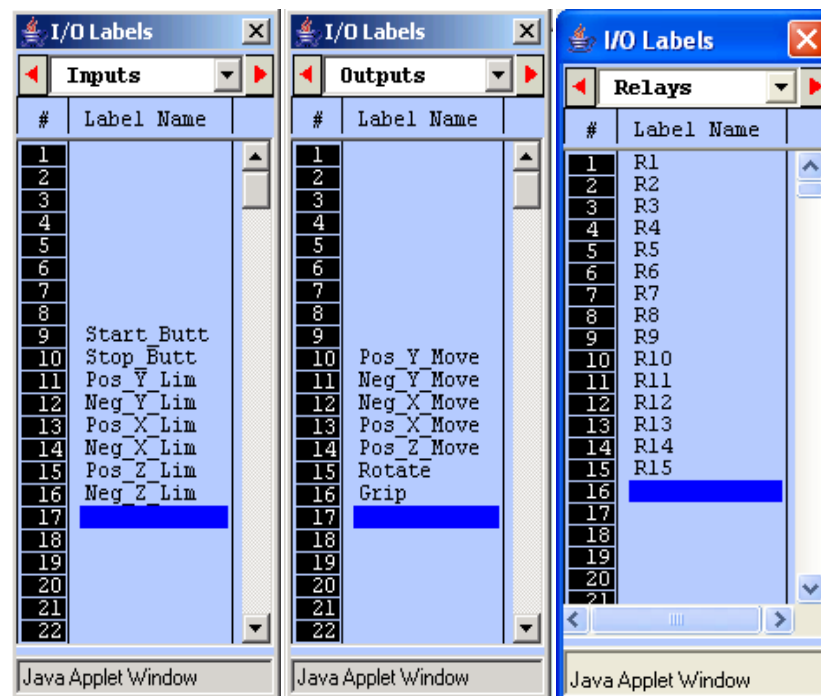 I/O Labels
Inputs
# Label Name
1
2
3
4
5
6
7
8
9 Start_Butt
10 Stop_Butt
11 Pos_Y_Lim
12 Neg_Y_Lim
13 Pos_X_Lim
14 Neg_X_Lim
15 Pos_Z_Lim
16 Neg_Z_Lim
17
18
19
20
21
22
Java Applet Window
I/O Labels
Outputs
# Label Name
1
2
3
4
5
6
7
8
9
10 Pos_Y_Move
11 Neg_Y_Move
12 Neg_X_Move
13 Pos_X_Move
14 Pos_Z_Move
15 Rotate
16 Grip
17
18
19
20
21
22
Java Applet Window
I/O Labels
Relays
# Label Name
1 R1
2 R2
3 R3
4 R4
5 R5
6 R6
7 R7
8 R8
9 R9
10 R10
11 R11
12 R12
13 R13
14 R14
15 R15
16
17
18
19
20
21
Java Applet Window